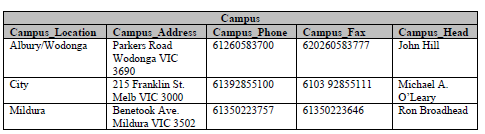 Campus
Campus_Location Campus_Address Campus_Phone Campus_Fax Campus_Head
Albury/Wodonga Parkers Road 61260583700 620260583777 John Hill
Wodonga VIC
3690
City 215 Franklin St. 61392855100 6103 92855111 Michael A.
Melb VIC 3000 O'Leary
Mildura Benetook Ave. 61350223757 61350223646 Ron Broadhead
Mildura VIC 3502